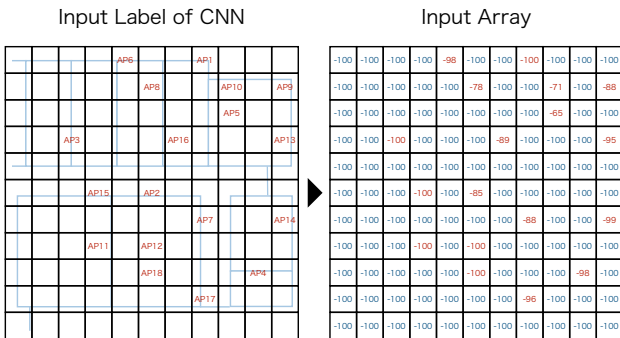 Input Label of CNN
Input Array
AP6 AP1
AP8 AP10 AP9
AP5
AP3 AP16 AP13
AP15 AP2
AP7 AP14
AP11 AP12
AP18 AP4
AP17
-100 -100 -100 -100 -98 -100 -100 -100 -100 -100 -100
-100 -100 -100 -100 -100 -78 -100 -100 -71 -100 -88
-100 -100 -100 -100 -100 -100 -100 -100 -65 -100 -100
-100 -100 -100 -100 -100 -100 -89 -100 -100 -100 -95
-100 -100 -100 -100 -100 -100 -100 -100 -100 -100 -100
-100 -100 -100 -100 -100 -85 -100 -100 -100 -100 -100
-100 -100 -100 -100 -100 -100 -100 -88 -100 -100 -99
-100 -100 -100 -100 -100 -100 -100 -100 -100 -100 -100
-100 -100 -100 -100 -100 -100 -100 -100 -100 -98 -100
-100 -100 -100 -100 -100 -100 -100 -96 -100 -100 -100
-100 -100 -100 -100 -100 -100 -100 -100 -100 -100 -100